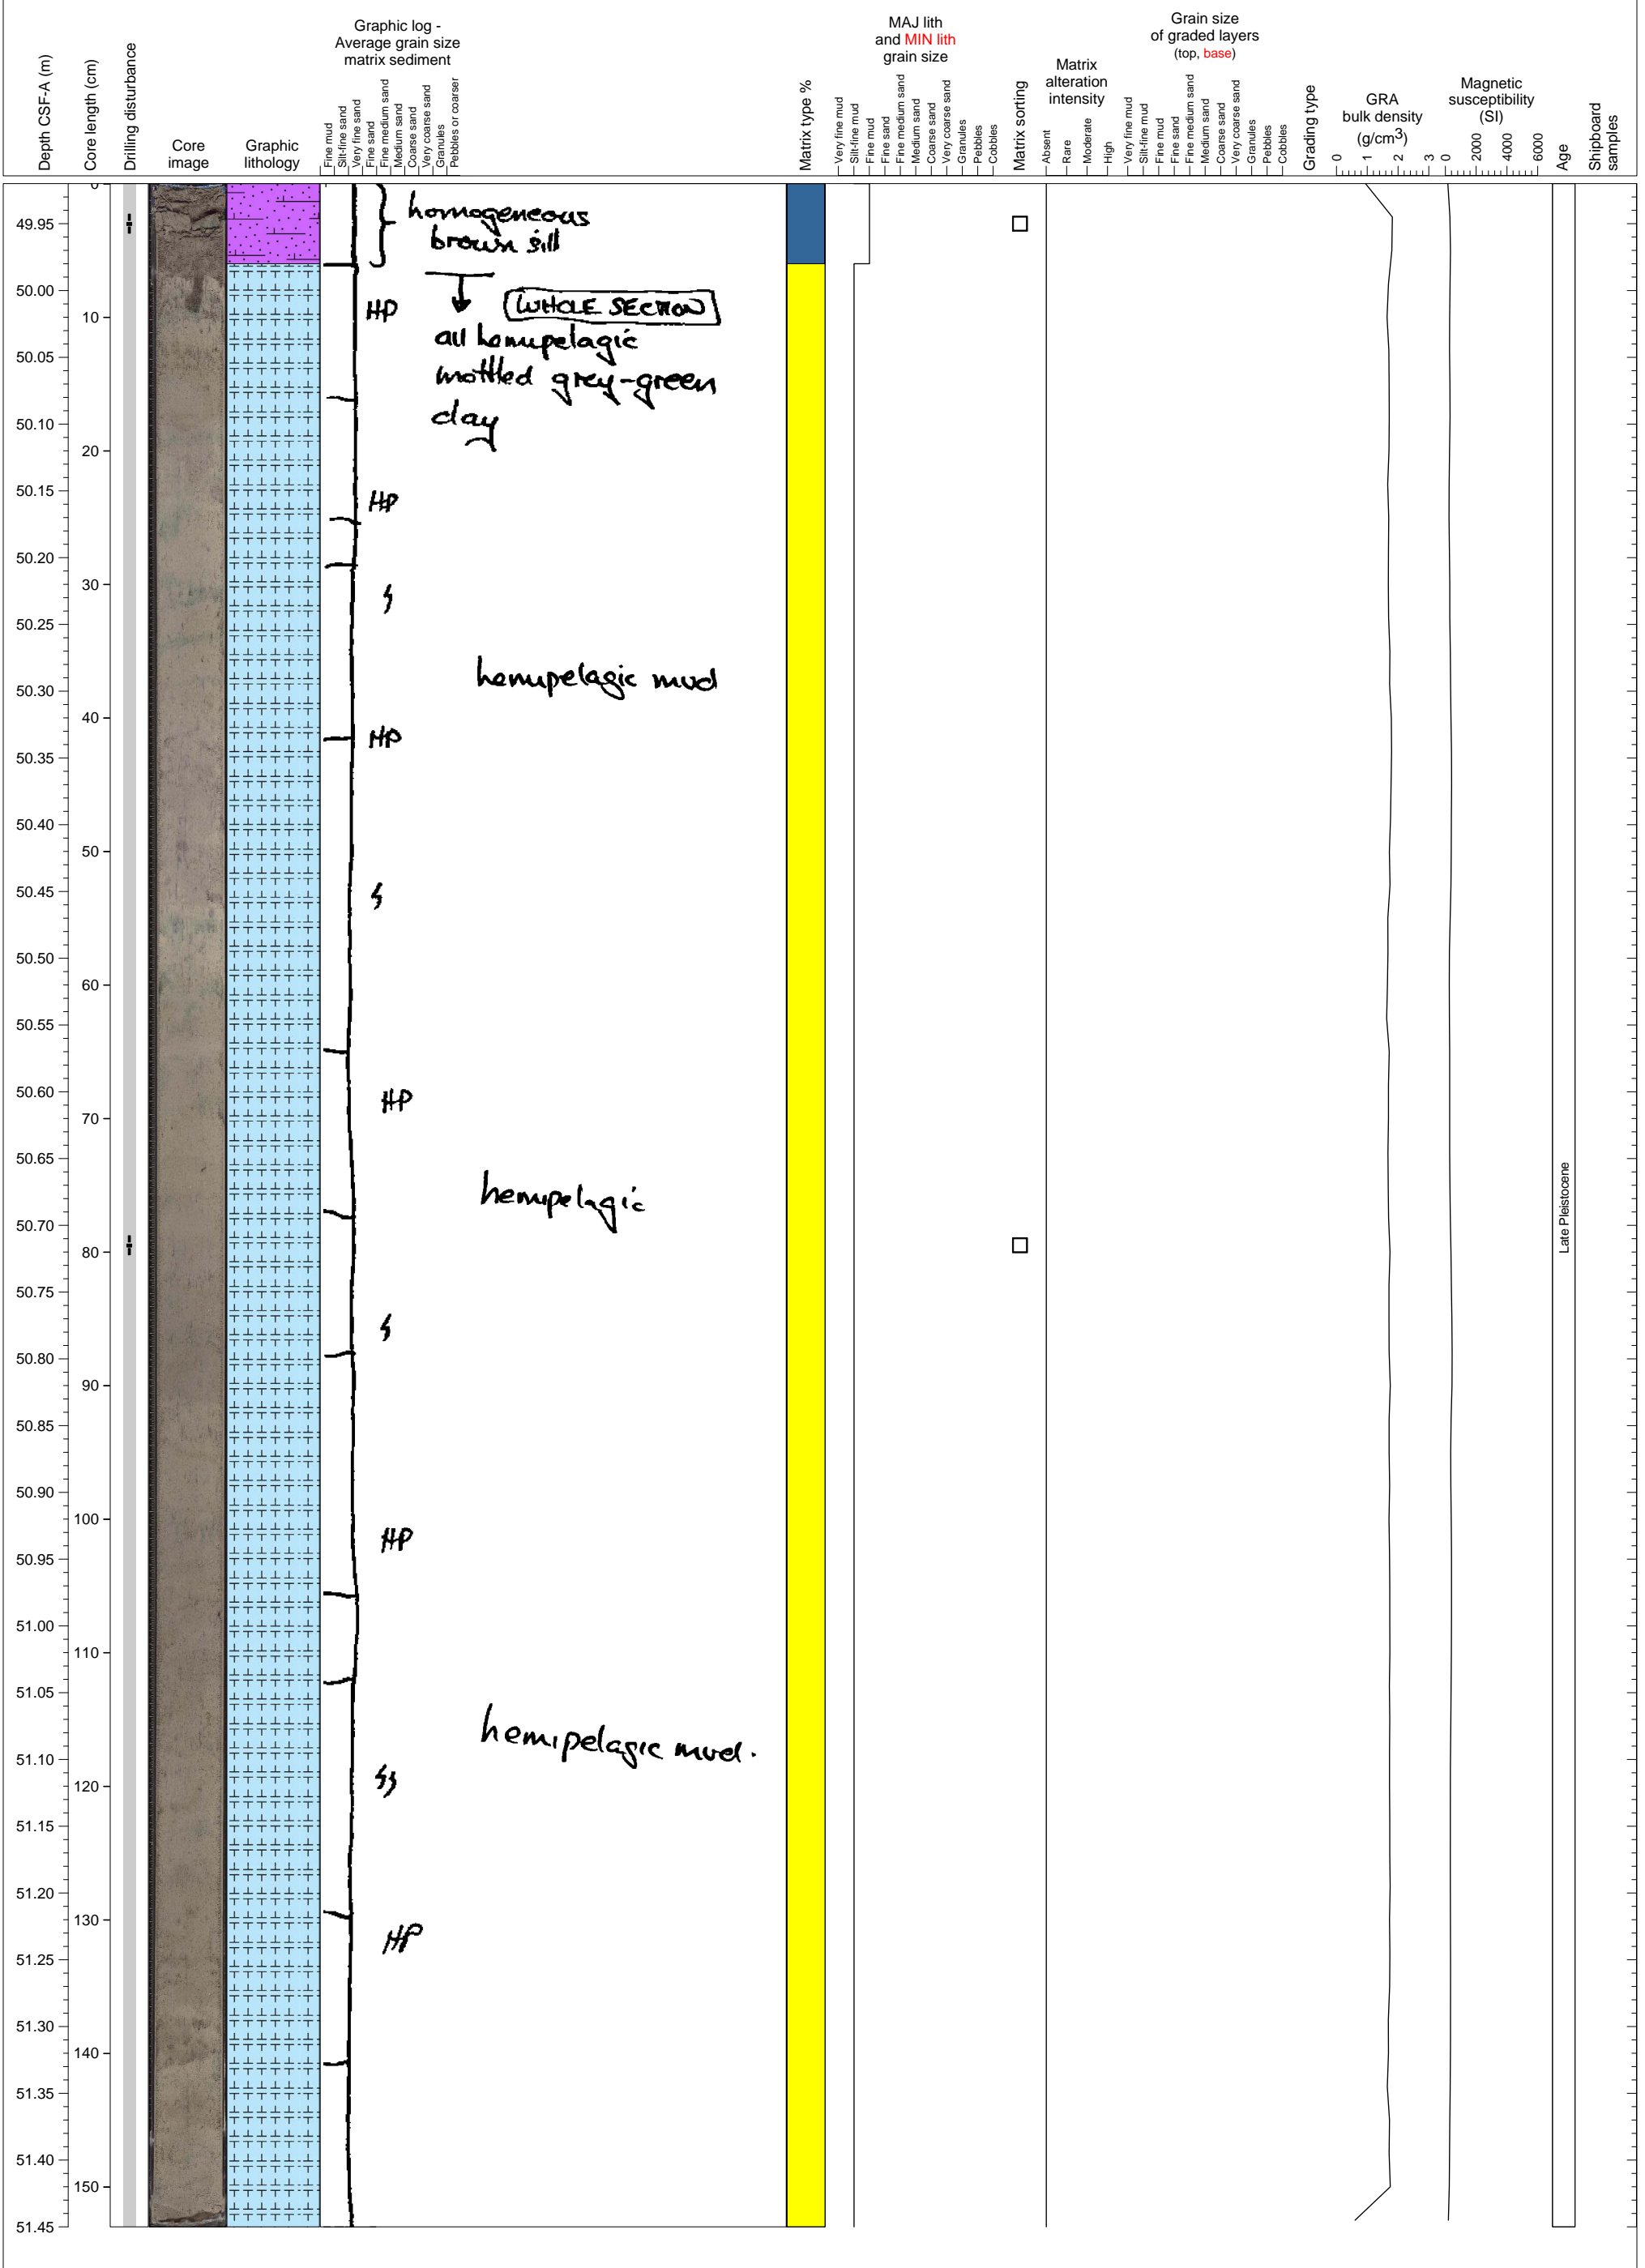 Depth CSF-A (m)
Core length (cm)
Drilling disturbance
Core
image
Graphic
lithology
Graphic log -
Average grain size
matrix sediment
Fine mud
Silt-fine sand
Very fine sand
Fine sand
Fine medium sand
Medium sand
Coarse sand
Very coarse sand
Granules
Pebbles or coarser
Matrix type %
MAJ lith
and MIN lith
grain size
Very fine mud
Silt-fine mud
Fine mud
Fine sand
Fine medium sand
Medium sand
Coarse sand
Very coarse sand
Granules
Pebbles
Cobbles
Matrix sorting
Matrix
alteration
intensity
Absent
Rare
Moderate
High
Grain size
of graded layers
(top, base)
Very fine mud
Silt-fine mud
Fine mud
Fine sand
Fine medium sand
Medium sand
Coarse sand
Very coarse sand
Granules
Pebbles
Cobbles
Grading type
GRA
bulk density
(g/cm3)
0 1 2 3
Magnetic
susceptibility
(SI)
0 2000 4000 6000
Age
Shipboard
samples
0
homogeneous
49.95
brown sill
50.00
HP
WHOLE SECTION
10
all hemipelagic
50.05
mottled grey-green
50.10
clay
20
50.15
HP
50.20
30
50.25
hemipelagic mud
50.30
40
HP
50.35
50.40
50
50.45
50.50
60
50.55
50.60
HP
70
50.65
hemipelagic
Late Pleistocene
50.70
80
50.75
50.80
90
50.85
50.90
100
HP
50.95
51.00
110
51.05
hemipelagic mud.
51.10
120
51.15
51.20
130
HP
51.25
51.30
140
51.35
51.40
150
51.45